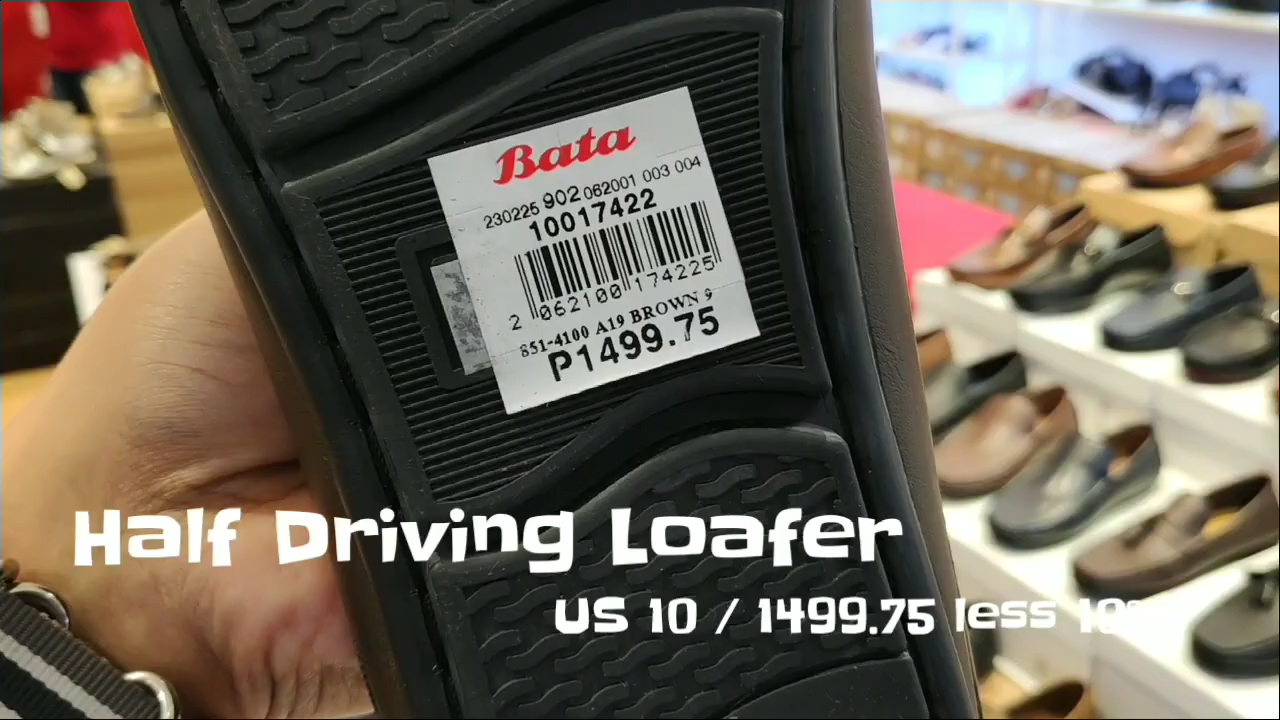 Bata
230225 902 062001 003 004
10017422
2 062100 174225
851-4100 A19 BROWN 9
P1499.75
Half Driving Loafer
US 10 / 1499.75 less 10%